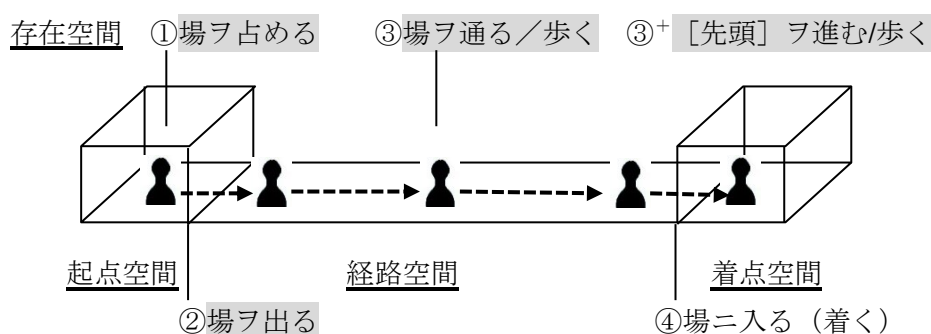 存在空間 ①場ヲ占める ③場ヲ通る／歩く ③⁺［先頭］ヲ進む/歩く
起点空間 経路空間 着点空間
②場ヲ出る ④場ニ入る（着く）